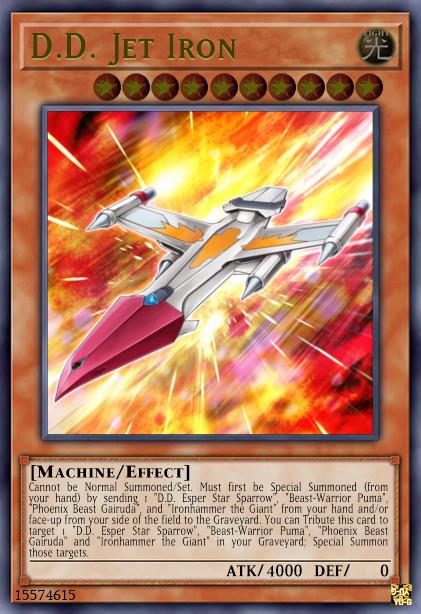 D.D. Jet Iron
LIGHT
光
[Machine/Effect]
Cannot be Normal Summoned/Set. Must first be Special Summoned (from
your hand) by sending 1 "D.D. Esper Star Sparrow", "Beast-Warrior Puma",
"Phoenix Beast Gairuda", and "Ironhammer the Giant" from your hand and/or
face-up from your side of the field to the Graveyard. You can Tribute this card to
target 1 "D.D. Esper Star Sparrow", "Beast-Warrior Puma", "Phoenix Beast
Gairuda" and "Ironhammer the Giant" in your Graveyard; Special Summon
those targets.
ATK/4000 DEF/ 0
15574615